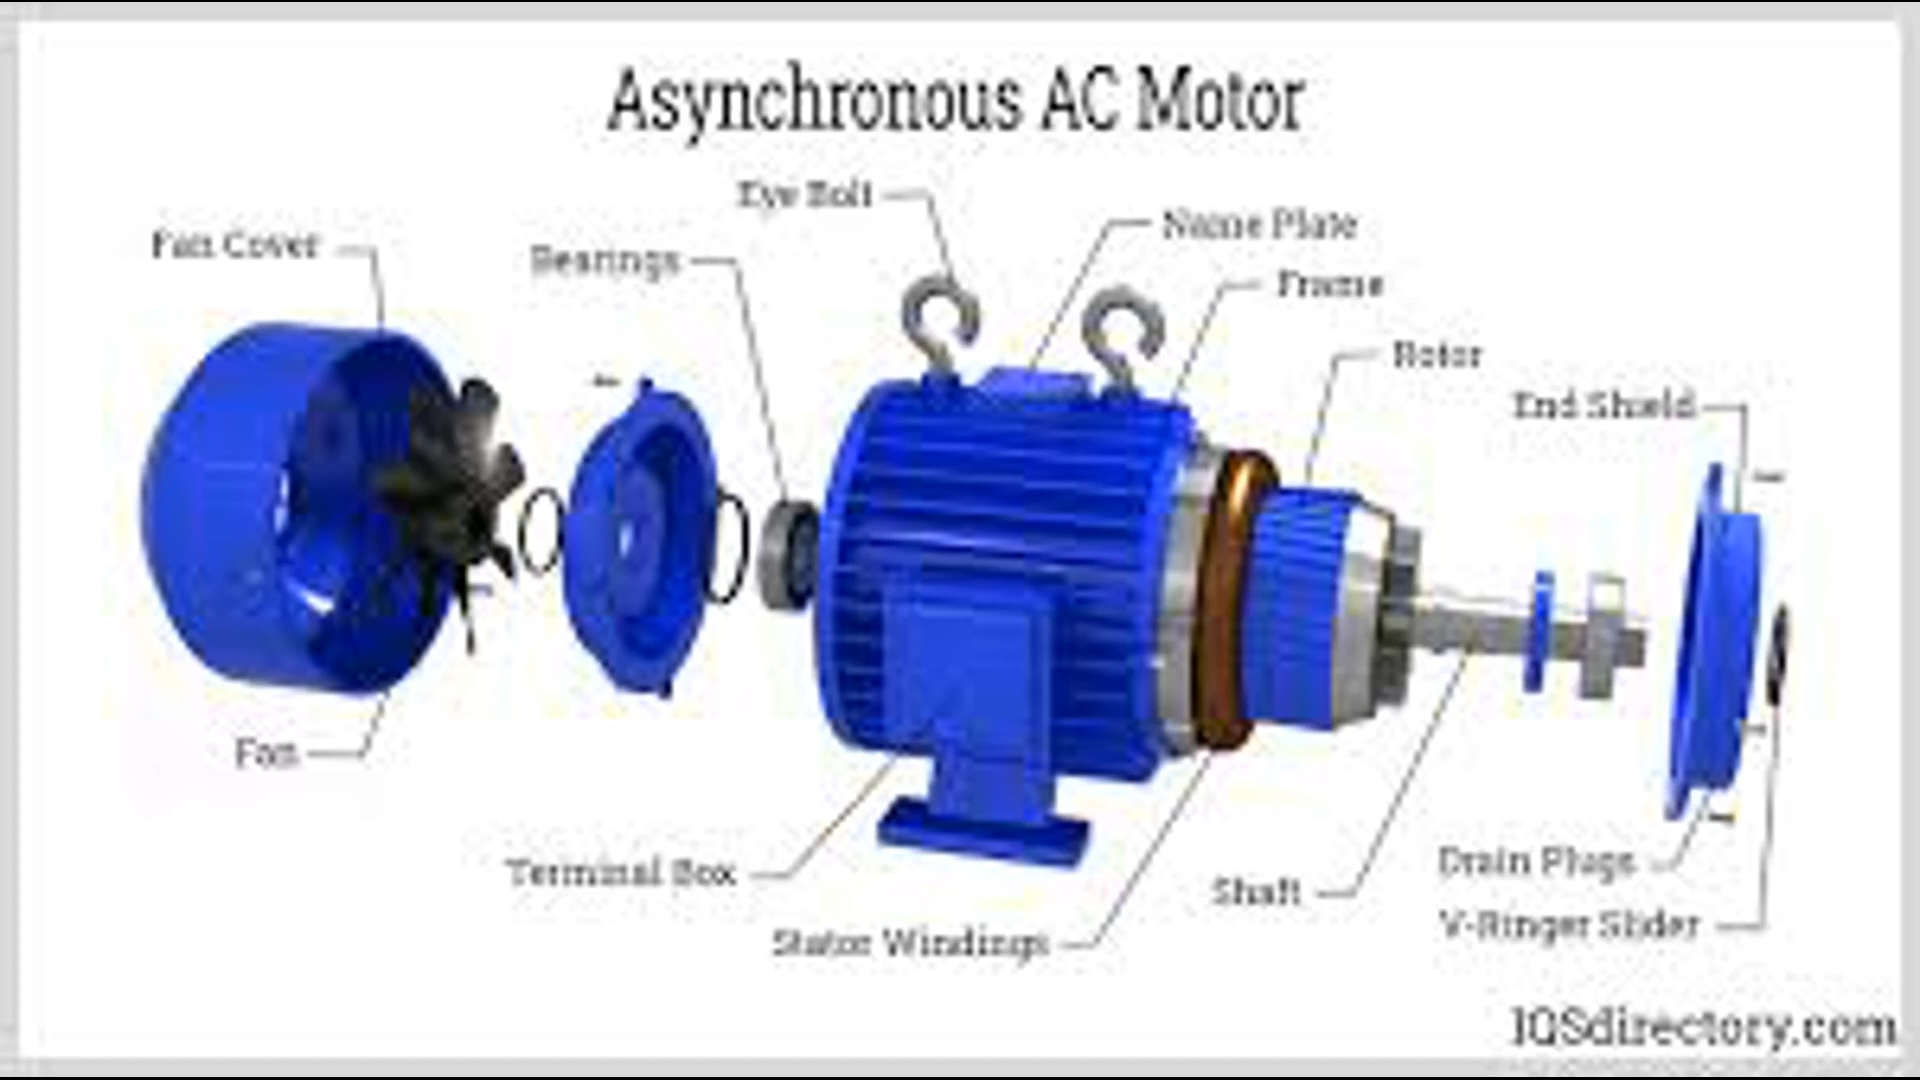 Asynchronous AC Motor
Eye Bolt
Name Plate
Fan Cover
Bearings
Frame
Rotor
End Shield
Fan
Terminal Box
Drain Plugs
Shaft
V-Ringer Slider
Stator Windings
IQSdirectory.com